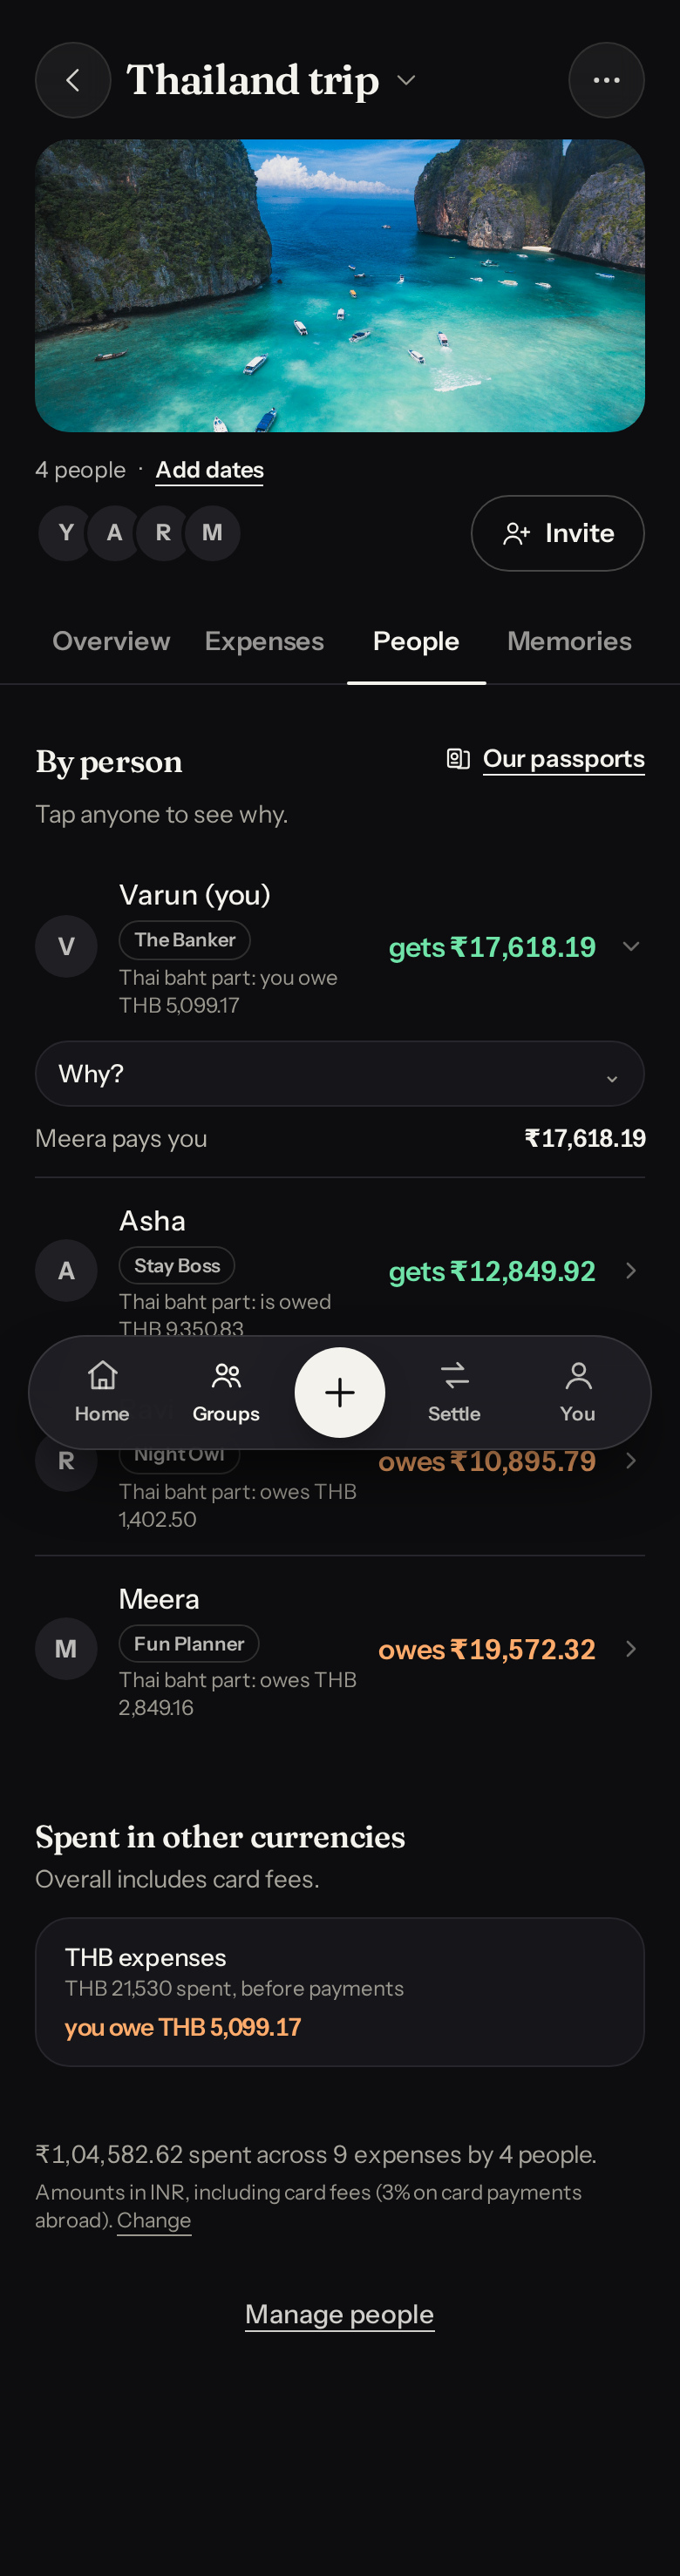 Thailand trip
4 people · Add dates
Y A R M
Invite
Overview Expenses People Memories
By person
Our passports
Tap anyone to see why.
Varun (you)
V
The Banker
gets ₹17,618.19
Thai baht part: you owe
THB 5,099.17
Why?
Meera pays you ₹17,618.19
Asha
A
Stay Boss
gets ₹12,849.92
Thai baht part: is owed
THB 9,350.83
Home Groups Settle You
R
Night Owl
owes ₹10,895.79
Thai baht part: owes THB
1,402.50
Meera
M
Fun Planner
owes ₹19,572.32
Thai baht part: owes THB
2,849.16
Spent in other currencies
Overall includes card fees.
THB expenses
THB 21,530 spent, before payments
you owe THB 5,099.17
₹1,04,582.62 spent across 9 expenses by 4 people.
Amounts in INR, including card fees (3% on card payments
abroad). Change
Manage people